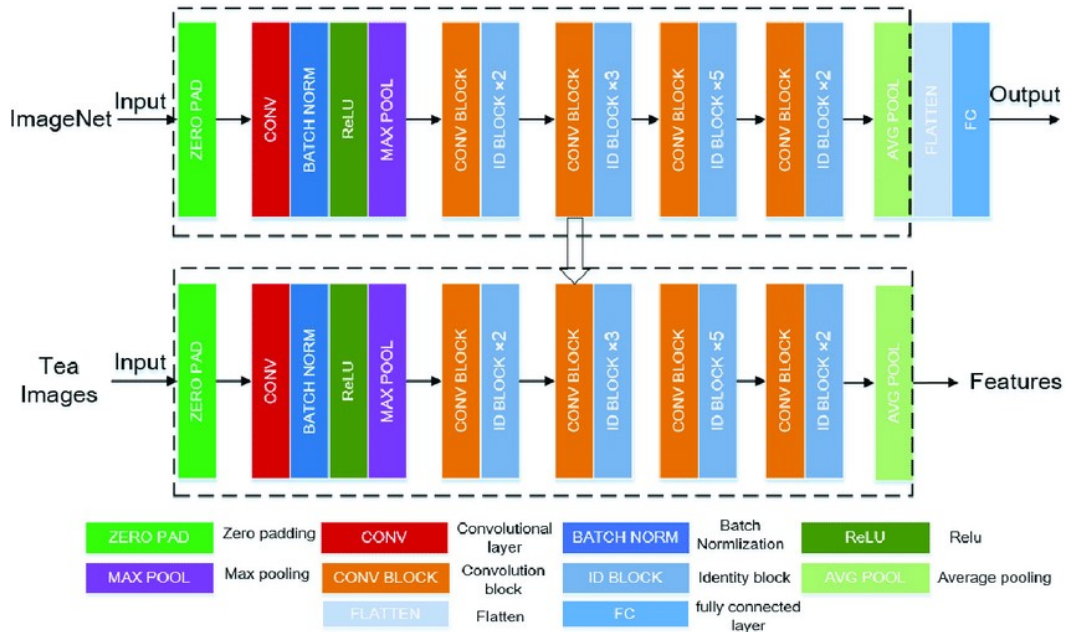 ImageNet
Input
ZERO PAD
CONV
BATCH NORM
ReLU
MAX POOL
CONV BLOCK
ID BLOCK ×2
CONV BLOCK
ID BLOCK ×3
CONV BLOCK
ID BLOCK ×5
CONV BLOCK
ID BLOCK ×2
AVG POOL
FLATTEN
FC
Output
Tea
Images
Input
ZERO PAD
CONV
BATCH NORM
ReLU
MAX POOL
CONV BLOCK
ID BLOCK ×2
CONV BLOCK
ID BLOCK ×3
CONV BLOCK
ID BLOCK ×5
CONV BLOCK
ID BLOCK ×2
AVG POOL
Features
ZERO PAD
Zero padding
CONV
Convolutional
layer
BATCH NORM
Batch
Normlization
ReLU
Relu
MAX POOL
Max pooling
CONV BLOCK
Convolution
block
ID BLOCK
Identity block
AVG POOL
Average pooling
FLATTEN
Flatten
FC
fully connected
layer